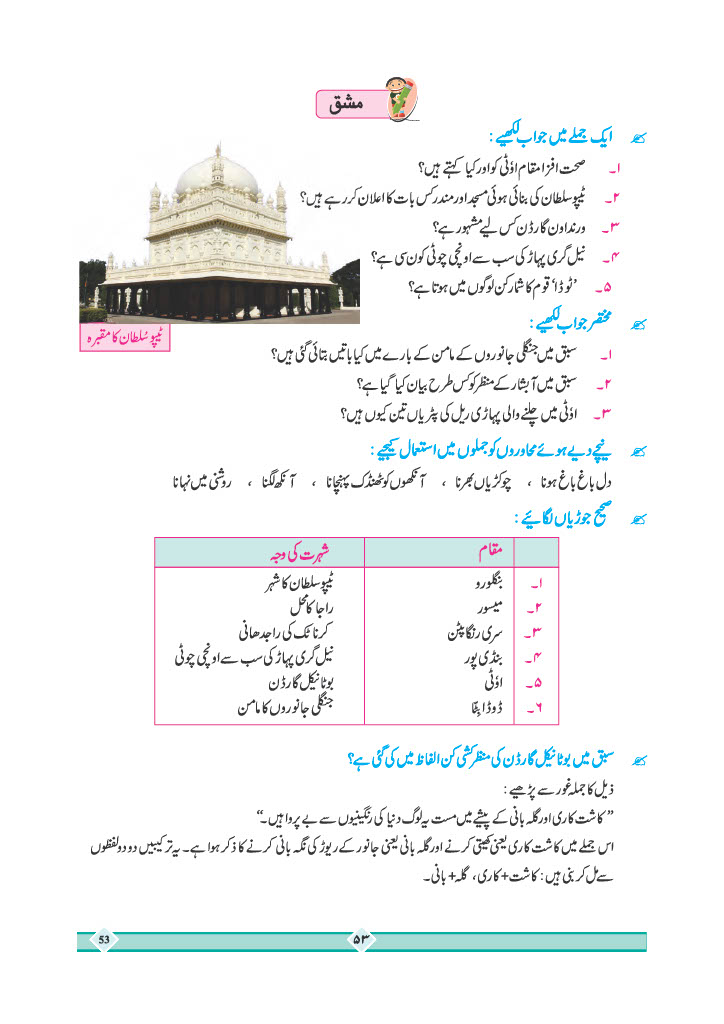 مشق
ایک جملے میں جواب لکھیے :
۱۔ صحت افزا مقام اوٗٹی کو اور کیا کہتے ہیں؟
۲۔ ٹیپو سلطان کی بنائی ہوئی مسجد اور مندر کس بات کا اعلان کر رہے ہیں؟
۳۔ ورنداون گارڈن کس لیے مشہور ہے؟
۴۔ نیل گری پہاڑ کی سب سے اونچی چوٹی کون سی ہے؟
۵۔ ’ٹوڈا‘ قوم کا شمار کن لوگوں میں ہوتا ہے؟
ٹیپو سُلطان کا مقبرہ
مختصر جواب لکھیے :
۱۔ سبق میں جنگلی جانوروں کے مامن کے بارے میں کیا باتیں بتائی گئی ہیں؟
۲۔ سبق میں آبشار کے منظر کو کس طرح بیان کیا گیا ہے؟
۳۔ اوٗٹی میں چلنے والی پہاڑی ریل کی پٹریاں تین کیوں ہیں؟
نیچے دیے ہوئے محاوروں کو جملوں میں استعمال کیجیے :
دل باغ باغ ہونا ، چوکڑیاں بھرنا ، آنکھوں کو ٹھنڈک پہنچانا ، آنکھ لگنا ، روشنی میں نہانا
صحیح جوڑیاں لگائیے :
مقام شہرت کی وجہ
۱۔ بنگلورو ٹیپو سلطان کا شہر
۲۔ میسور راجا کا محل
۳۔ سری رنگا پٹن کرناٹک کی راجدھانی
۴۔ بنڈی پور نیل گری پہاڑ کی سب سے اونچی چوٹی
۵۔ اوٗٹی بوٹانیکل گارڈن
۶۔ ڈوڈا بٹّا جنگلی جانوروں کا مامن
سبق میں بوٹانیکل گارڈن کی منظر کشی کن الفاظ میں کی گئی ہے؟
ذیل کا جملہ غور سے پڑھیے :
”کاشت کاری اور گلہ بانی کے پیشے میں مست یہ لوگ دنیا کی رنگینیوں سے بے پروا ہیں۔“
اس جملے میں کاشت کاری یعنی کھیتی کرنے اور گلہ بانی یعنی جانور کے ریوڑ کی نگہ بانی کرنے کا ذکر ہوا ہے۔ یہ ترکیبیں دو دو لفظوں
سے مل کر بنی ہیں : کاشت + کاری، گلہ + بانی۔
53
۵۳